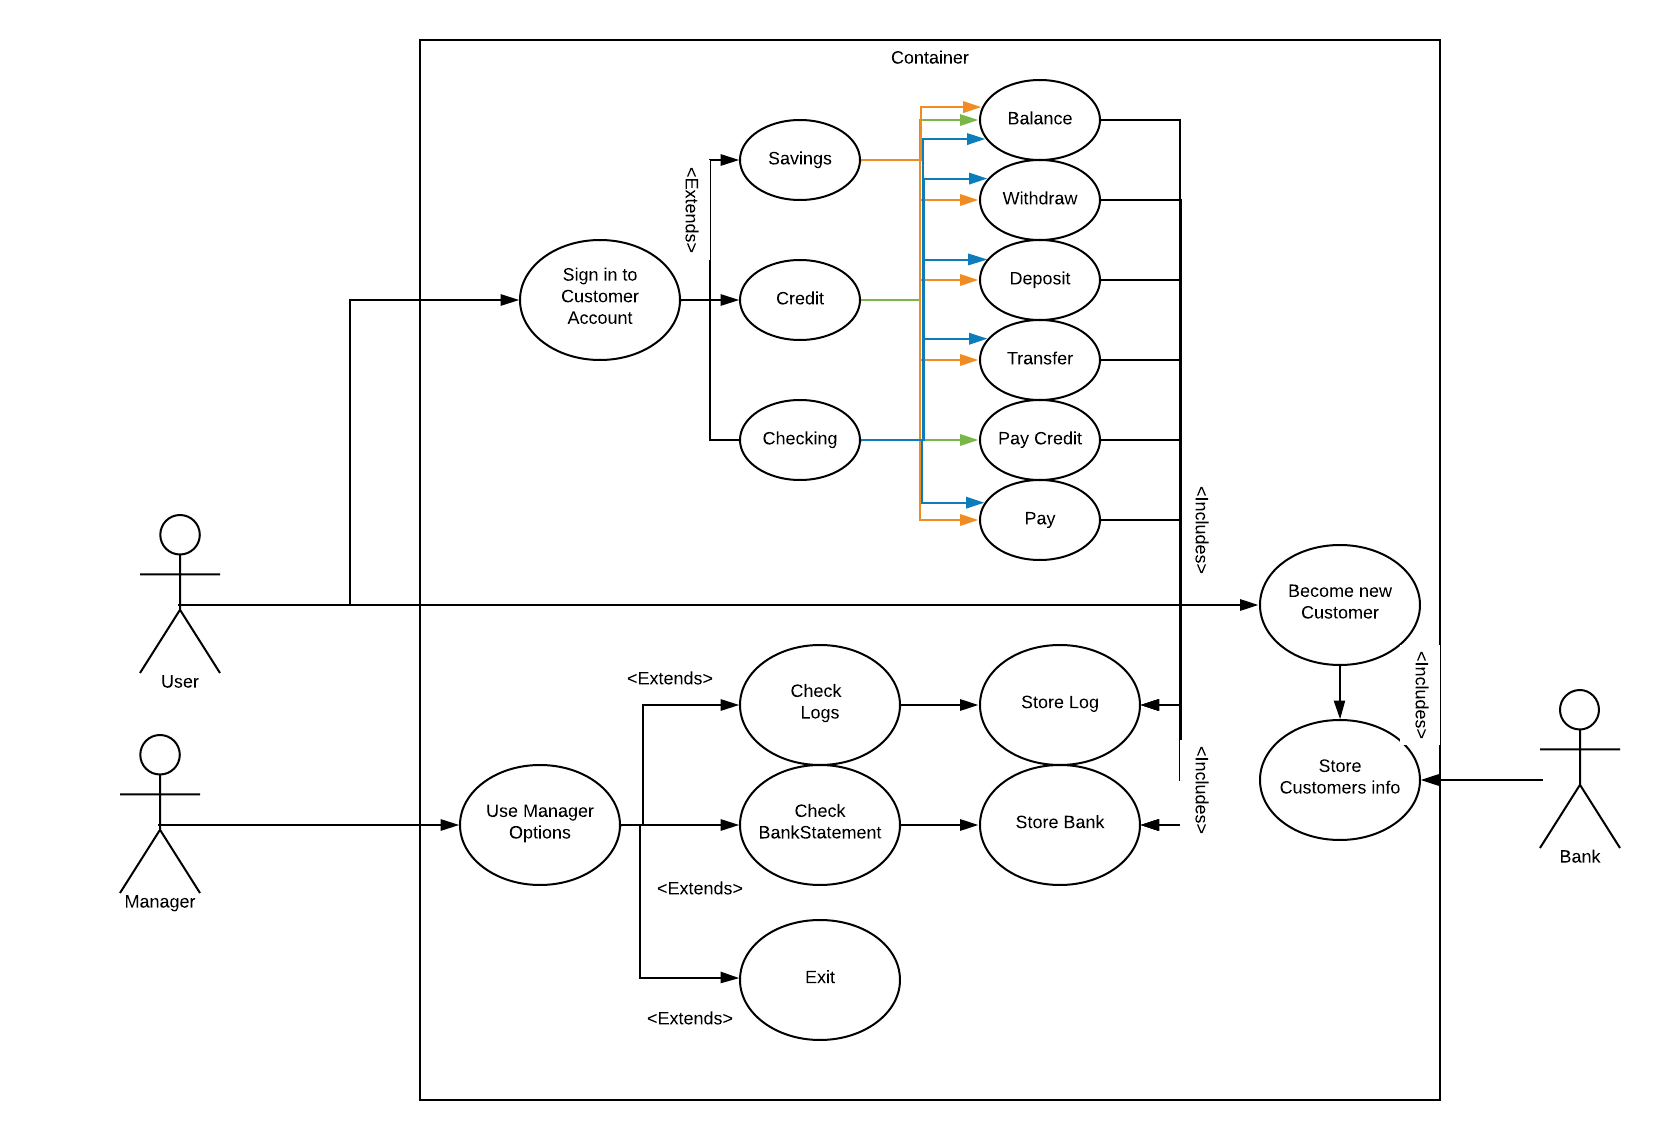 Container
Balance
Savings
<Extends>
Withdraw
Sign in to
Customer
Account
Deposit
Credit
Transfer
Checking
Pay Credit
Pay
<Includes>
Become new
Customer
User
<Extends>
Check
Logs
Store Log
<Includes>
Store
Customers info
Use Manager
Options
Check
BankStatement
Store Bank
<Includes>
Bank
Manager
<Extends>
Exit
<Extends>